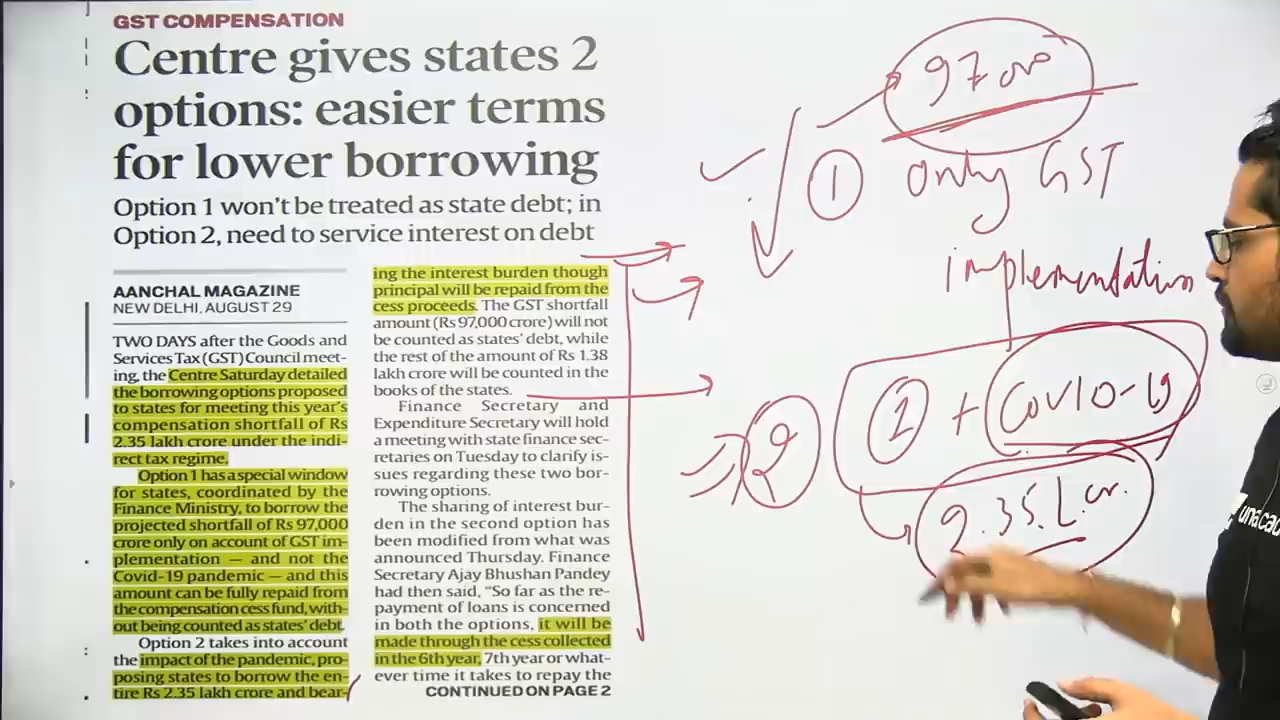 GST COMPENSATION
Centre gives states 2
options: easier terms
for lower borrowing
Option 1 won't be treated as state debt; in
Option 2, need to service interest on debt
AANCHAL MAGAZINE
NEW DELHI, AUGUST 29
TWO DAYS after the Goods and
Services Tax (GST) Council meet-
ing, the Centre Saturday detailed
the borrowing options proposed
to states for meeting this year's
compensation shortfall of Rs
2.35 lakh crore under the indi-
rect tax regime.
Option 1 has a special window
for states, coordinated by the
Finance Ministry, to borrow the
projected shortfall of Rs 97,000
crore only on account of GST im-
plementation — and not the
Covid-19 pandemic — and this
amount can be fully repaid from
the compensation cess fund, with-
out being counted as states' debt.
Option 2 takes into account
the impact of the pandemic, pro-
posing states to borrow the en-
tire Rs 2.35 lakh crore and bear-
ing the interest burden though
principal will be repaid from the
cess proceeds. The GST shortfall
amount (Rs 97,000 crore) will not
be counted as states' debt, while
the rest of the amount of Rs 1.38
lakh crore will be counted in the
books of the states.
Finance Secretary and
Expenditure Secretary will hold
a meeting with state finance sec-
retaries on Tuesday to clarify is-
sues regarding these two bor-
rowing options.
The sharing of interest bur-
den in the second option has
been modified from what was
announced Thursday. Finance
Secretary Ajay Bhushan Pandey
had then said, "So far as the re-
payment of loans is concerned
in both the options, it will be
made through the cess collected
in the 6th year, 7th year or what-
ever time it takes to repay the
CONTINUED ON PAGE 2
97000
1 only GST
implementation
2 1 + COVID-19
2.35 L cr.
unacad